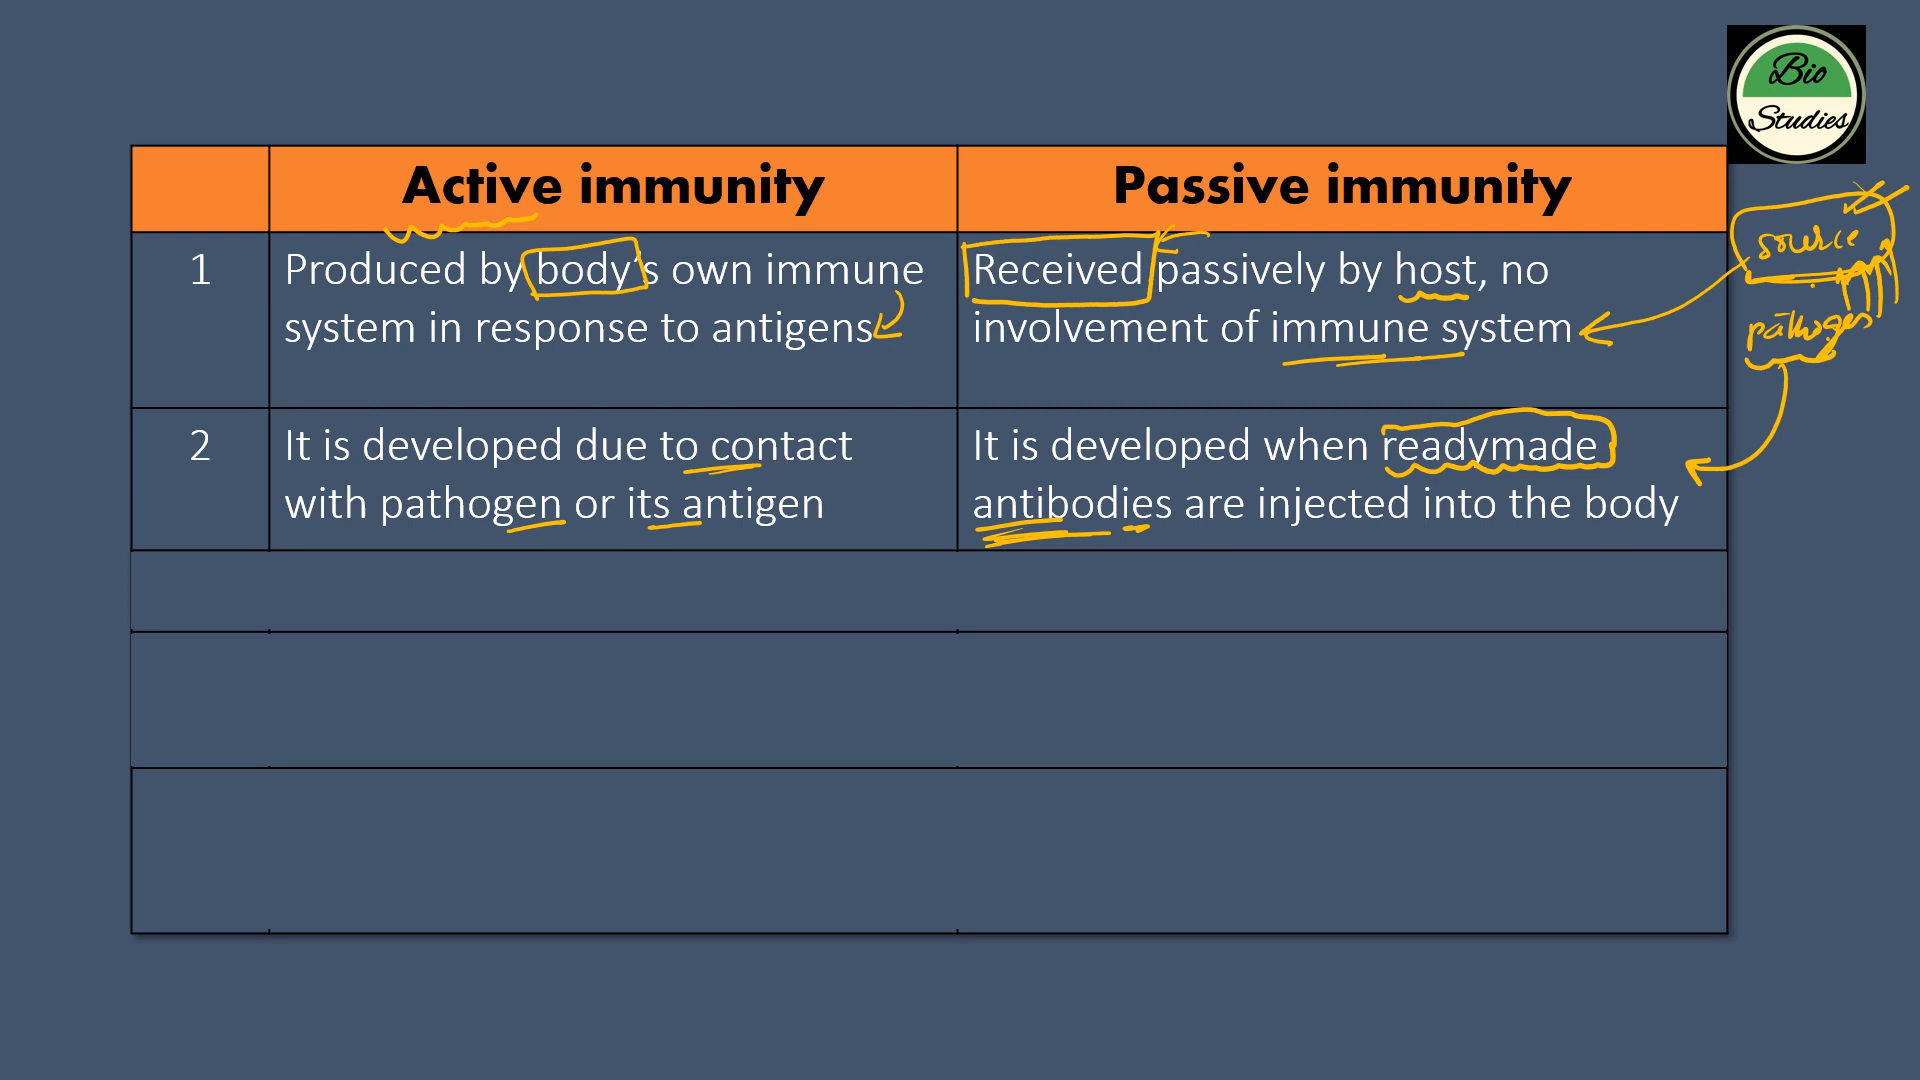 Bio
Studies
Active immunity
Passive immunity
1
Produced by body's own immune
system in response to antigens
Received passively by host, no
involvement of immune system
source
pathogen
2
It is developed due to contact
with pathogen or its antigen
It is developed when readymade
antibodies are injected into the body